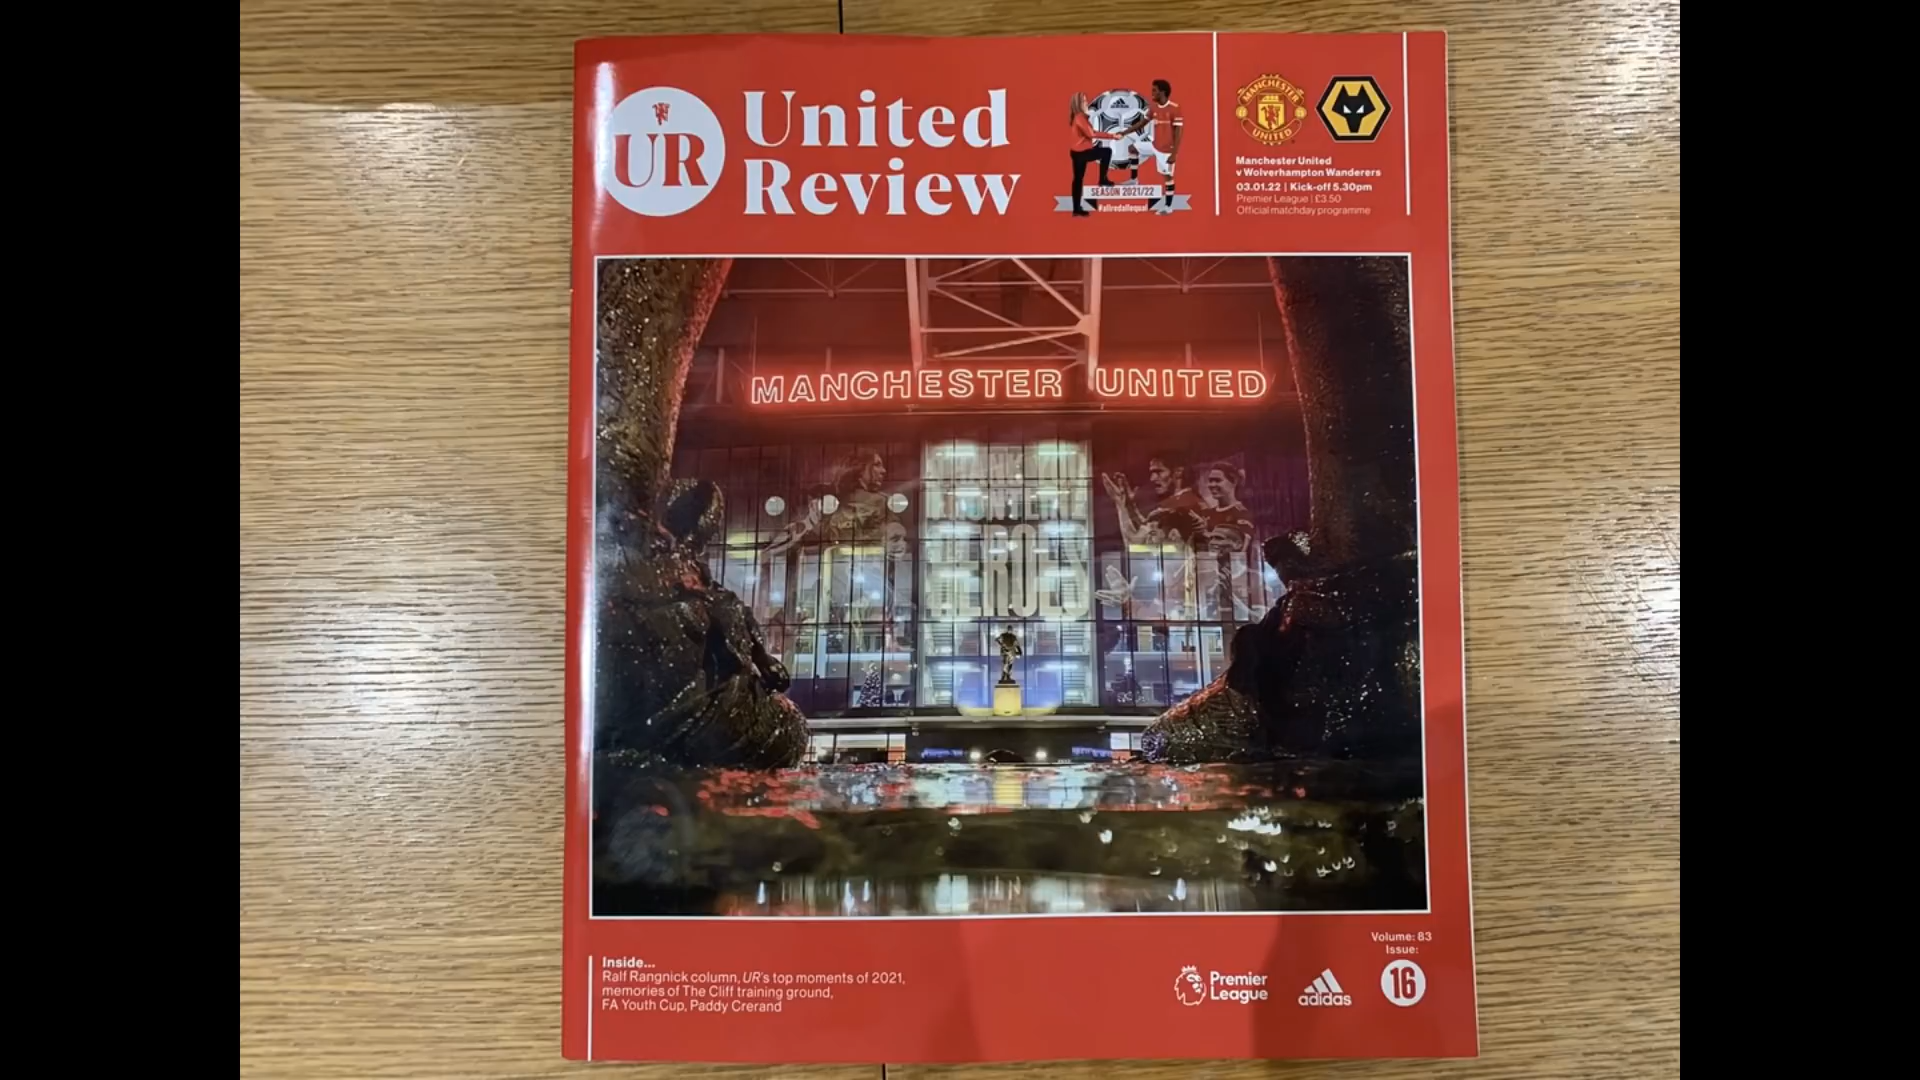 UR
United
Review
SEASON 2021/22
#allredallequal
MANCHESTER
UNITED
Manchester United
v Wolverhampton Wanderers
03.01.22 | Kick-off 5.30pm
Premier League | £3.50
Official matchday programme
MANCHESTER UNITED
HEROES
Inside...
Ralf Rangnick column, UR's top moments of 2021,
memories of The Cliff training ground,
FA Youth Cup, Paddy Crerand
Premier
League
adidas
Volume: 83
Issue:
16